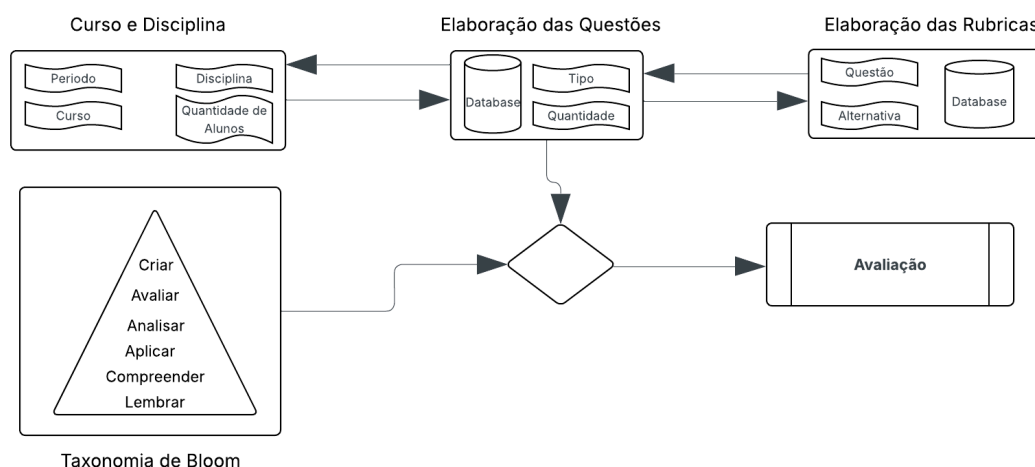 Curso e Disciplina
Elaboração das Questões
Elaboração das Rubricas
Periodo
Disciplina
Curso
Quantidade de
Alunos
Database
Tipo
Quantidade
Questão
Alternativa
Database
Criar
Avaliar
Analisar
Aplicar
Compreender
Lembrar
Avaliação
Taxonomia de Bloom